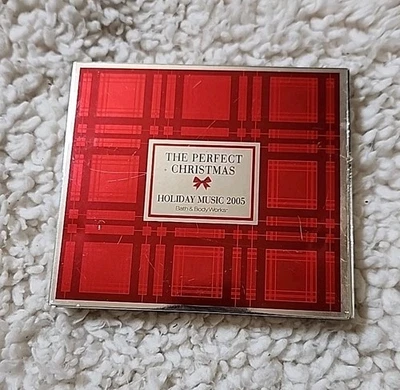 THE PERFECT
CHRISTMAS
HOLIDAY MUSIC 2005
Bath & Body Works